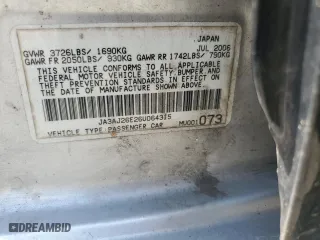 JAPAN
GVWR 3726LBS/ 1690KG JUL 2006
GAWR FR 2050LBS/ 930KG GAWR RR 1742LBS/ 790KG
THIS VEHICLE CONFORMS TO ALL APPLICABLE
FEDERAL MOTOR VEHICLE SAFETY, BUMPER, AND
THEFT PREVENTION STANDARDS IN EFFECT ON
THE DATE OF MANUFACTURE SHOWN ABOVE.
JA3AJ26E26U064315
VEHICLE TYPE:PASSENGER CAR MU001073
DREAMBID
.com